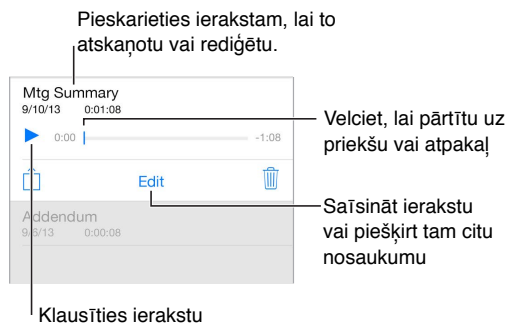 Pieskarieties ierakstam, lai to
atskaņotu vai rediģētu.
Mtg Summary
9/10/13 0:01:08
0:00 -1:08
Velciet, lai pārtītu uz
priekšu vai atpakaļ
Edit
Addendum
9/6/13 0:00:08
Saīsināt ierakstu
vai piešķirt tam citu
nosaukumu
Klausīties ierakstu